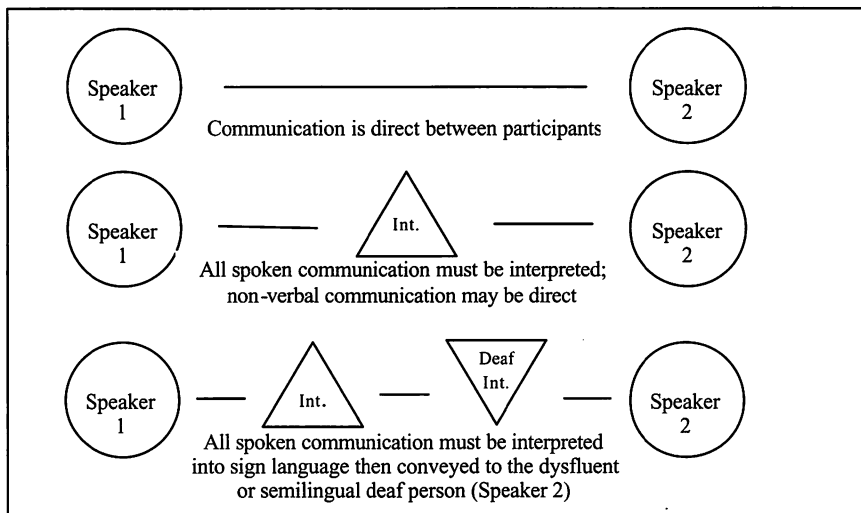 Speaker
1
Speaker
2
Communication is direct between participants
Speaker
1
Int.
Speaker
2
All spoken communication must be interpreted;
non-verbal communication may be direct
Speaker
1
Int.
Deaf
Int.
Speaker
2
All spoken communication must be interpreted
into sign language then conveyed to the dysfluent
or semilingual deaf person (Speaker 2)